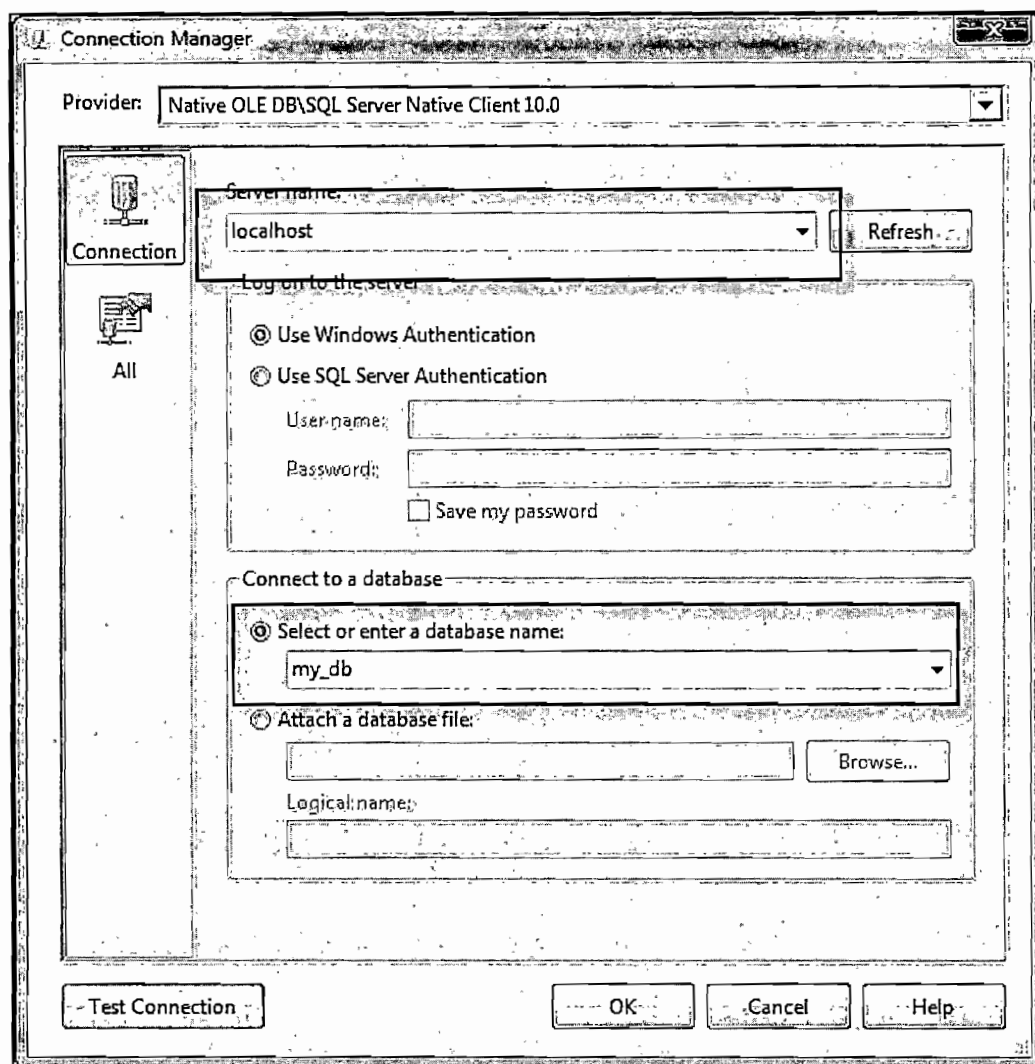 Connection Manager
Provider: Native OLE DB\SQL Server Native Client 10.0
Connection
All
Server name:
localhost
Refresh
Log on to the server
Use Windows Authentication
Use SQL Server Authentication
User name:
Password:
Save my password
Connect to a database
Select or enter a database name:
my_db
Attach a database file:
Browse...
Logical name:
Test Connection
OK
Cancel
Help